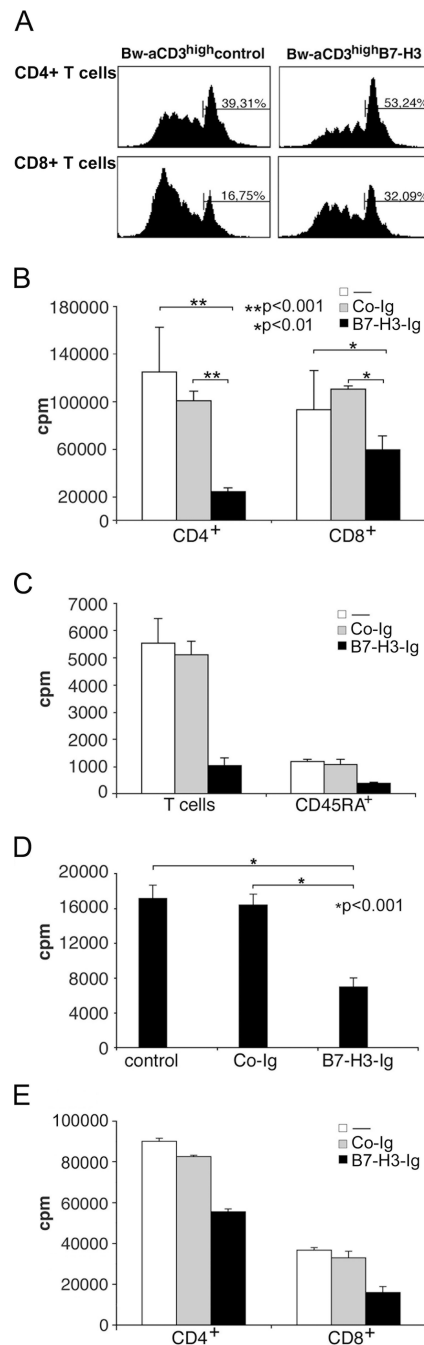 A
Bw-aCD3highcontrol Bw-aCD3highB7-H3
CD4+ T cells
39,31% 53,24%
CD8+ T cells
16,75% 32,09%
B
180000
140000
100000
60000
20000
0
cpm
** **p<0.001
*p<0.01
**
*
*
—
Co-Ig
B7-H3-Ig
CD4+ CD8+
C
7000
6000
5000
4000
3000
2000
1000
0
cpm
—
Co-Ig
B7-H3-Ig
T cells CD45RA+
D
20000
16000
12000
8000
4000
0
cpm
*
*
*p<0.001
control Co-Ig B7-H3-Ig
E
100000
80000
60000
40000
20000
0
cpm
—
Co-Ig
B7-H3-Ig
CD4+ CD8+